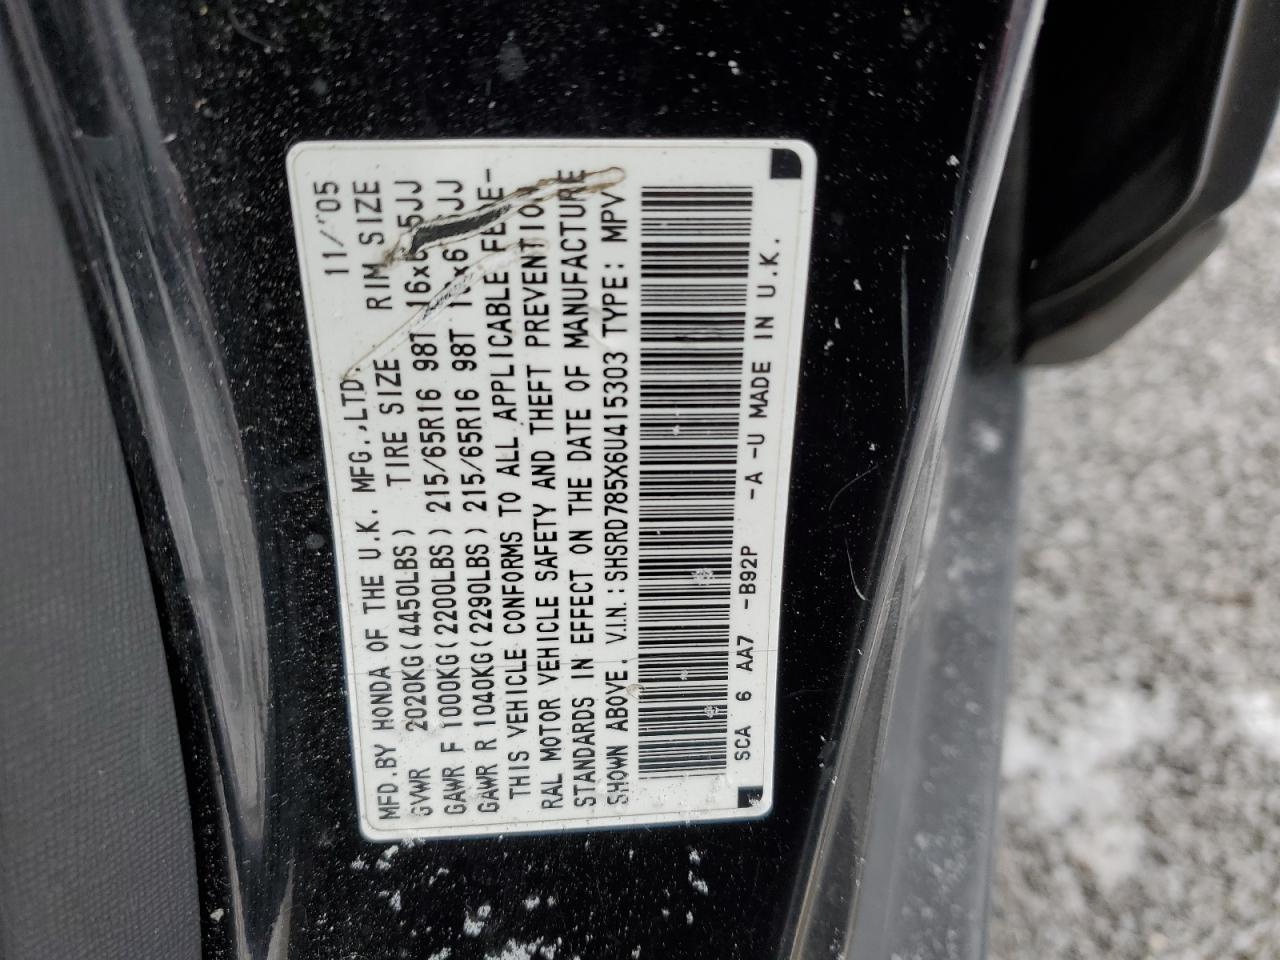 MFD.BY HONDA OF THE U.K. MFG.,LTD. 11/'05
GVWR 2020KG(4450LBS) TIRE SIZE RIM SIZE
GAWR F 1000KG(2200LBS) 215/65R16 98T
GAWR R 1040KG(2290LBS) 215/65R16 98T
THIS VEHICLE CONFORMS TO ALL APPLICABLE FEDE-
RAL MOTOR VEHICLE SAFETY AND THEFT PREVENTION
STANDARDS IN EFFECT ON THE DATE OF MANUFACTURE
SHOWN ABOVE. V.I.N.:SHSRD785X6U415303 TYPE: MPV
SCA 6 AA7 -B92P -A -U MADE IN U.K.